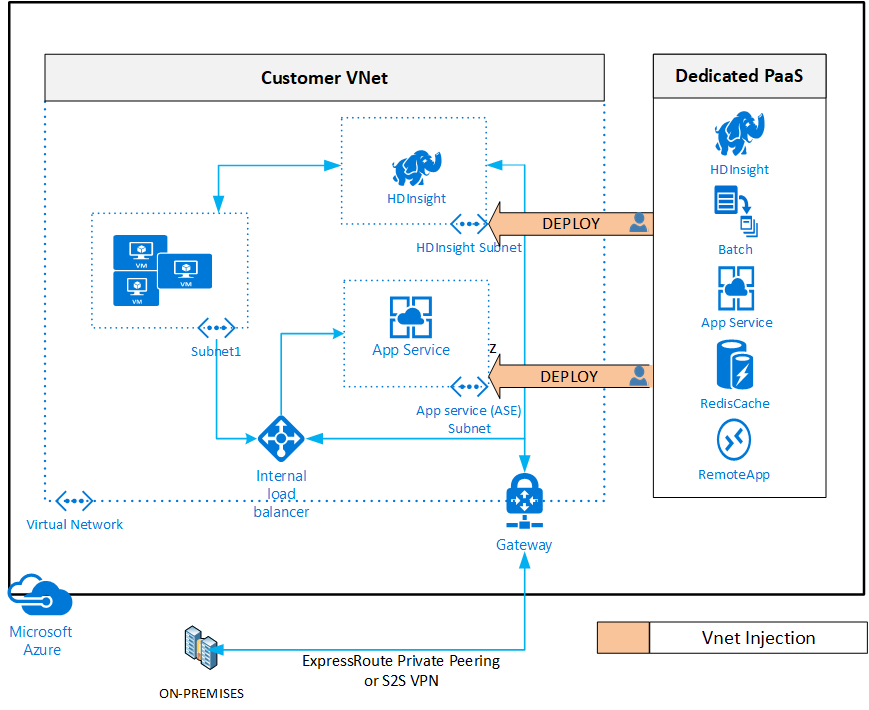 Customer VNet
Dedicated PaaS
HDInsight
HDInsight Subnet
DEPLOY
VM
VM
VM
Subnet1
App Service
Z
DEPLOY
App service (ASE)
Subnet
Internal
load
balancer
Virtual Network
Gateway
HDInsight
Batch
App Service
RedisCache
RemoteApp
Microsoft
Azure
ON-PREMISES
ExpressRoute Private Peering
or S2S VPN
Vnet Injection